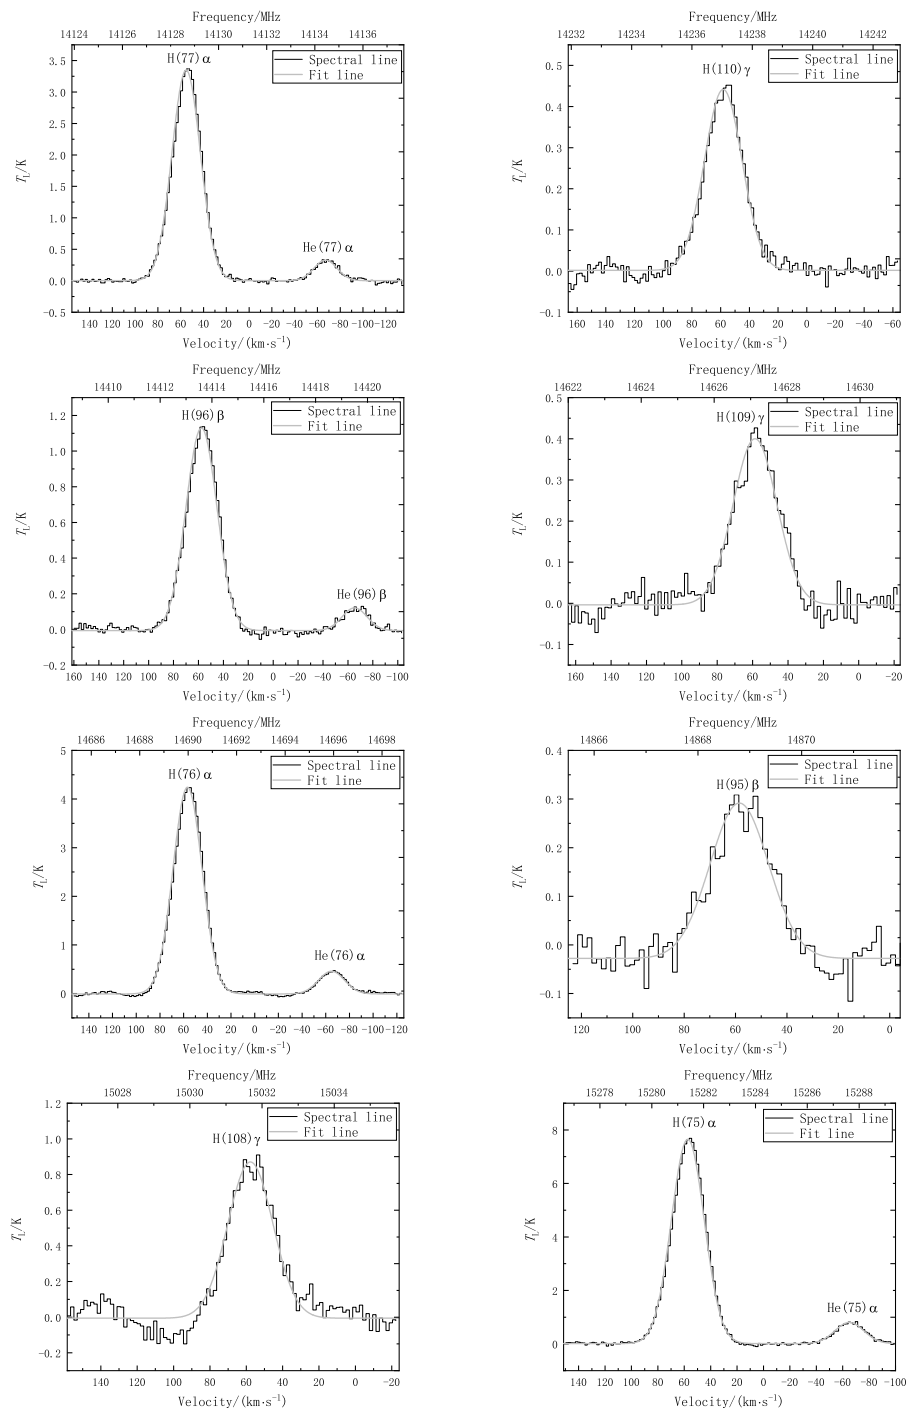 Frequency/MHz
14124 14126 14128 14130 14132 14134 14136
H(77)α
Spectral line
Fit line
He(77)α
3.5
3.0
2.5
2.0
1.5
1.0
0.5
0.0
-0.5
T_L/K
140 120 100 80 60 40 20 0 -20 -40 -60 -80 -100 -120
Velocity/(km·s⁻¹)
Frequency/MHz
14232 14234 14236 14238 14240 14242
H(110)γ
Spectral line
Fit line
0.5
0.4
0.3
0.2
0.1
0.0
-0.1
T_L/K
160 140 120 100 80 60 40 20 0 -20 -40 -60
Velocity/(km·s⁻¹)
Frequency/MHz
14410 14412 14414 14416 14418 14420
H(96)β
Spectral line
Fit line
He(96)β
1.2
1.0
0.8
0.6
0.4
0.2
0.0
-0.2
T_L/K
160 140 120 100 80 60 40 20 0 -20 -40 -60 -80 -100
Velocity/(km·s⁻¹)
Frequency/MHz
14622 14624 14626 14628 14630
H(109)γ
Spectral line
Fit line
0.5
0.4
0.3
0.2
0.1
0.0
-0.1
T_L/K
160 140 120 100 80 60 40 20 0 -20
Velocity/(km·s⁻¹)
Frequency/MHz
14686 14688 14690 14692 14694 14696 14698
H(76)α
Spectral line
Fit line
He(76)α
5
4
3
2
1
0
T_L/K
140 120 100 80 60 40 20 0 -20 -40 -60 -80 -100 -120
Velocity/(km·s⁻¹)
Frequency/MHz
14866 14868 14870
H(95)β
Spectral line
Fit line
0.4
0.3
0.2
0.1
0.0
-0.1
T_L/K
120 100 80 60 40 20 0
Velocity/(km·s⁻¹)
Frequency/MHz
15028 15030 15032 15034
H(108)γ
Spectral line
Fit line
1.2
1.0
0.8
0.6
0.4
0.2
0.0
-0.2
T_L/K
140 120 100 80 60 40 20 0 -20
Velocity/(km·s⁻¹)
Frequency/MHz
15278 15280 15282 15284 15286 15288
H(75)α
Spectral line
Fit line
He(75)α
8
6
4
2
0
T_L/K
140 120 100 80 60 40 20 0 -20 -40 -60 -80 -100
Velocity/(km·s⁻¹)